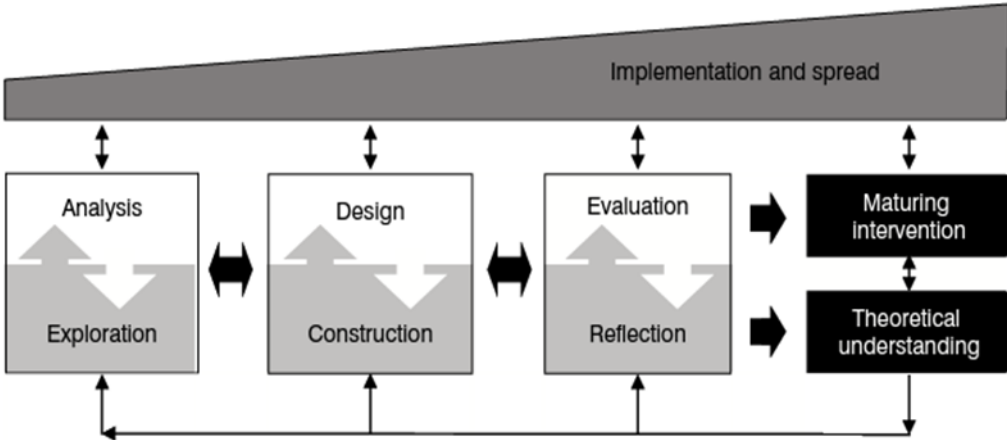 Implementation and spread
Analysis
Exploration
Design
Construction
Evaluation
Reflection
Maturing
intervention
Theoretical
understanding